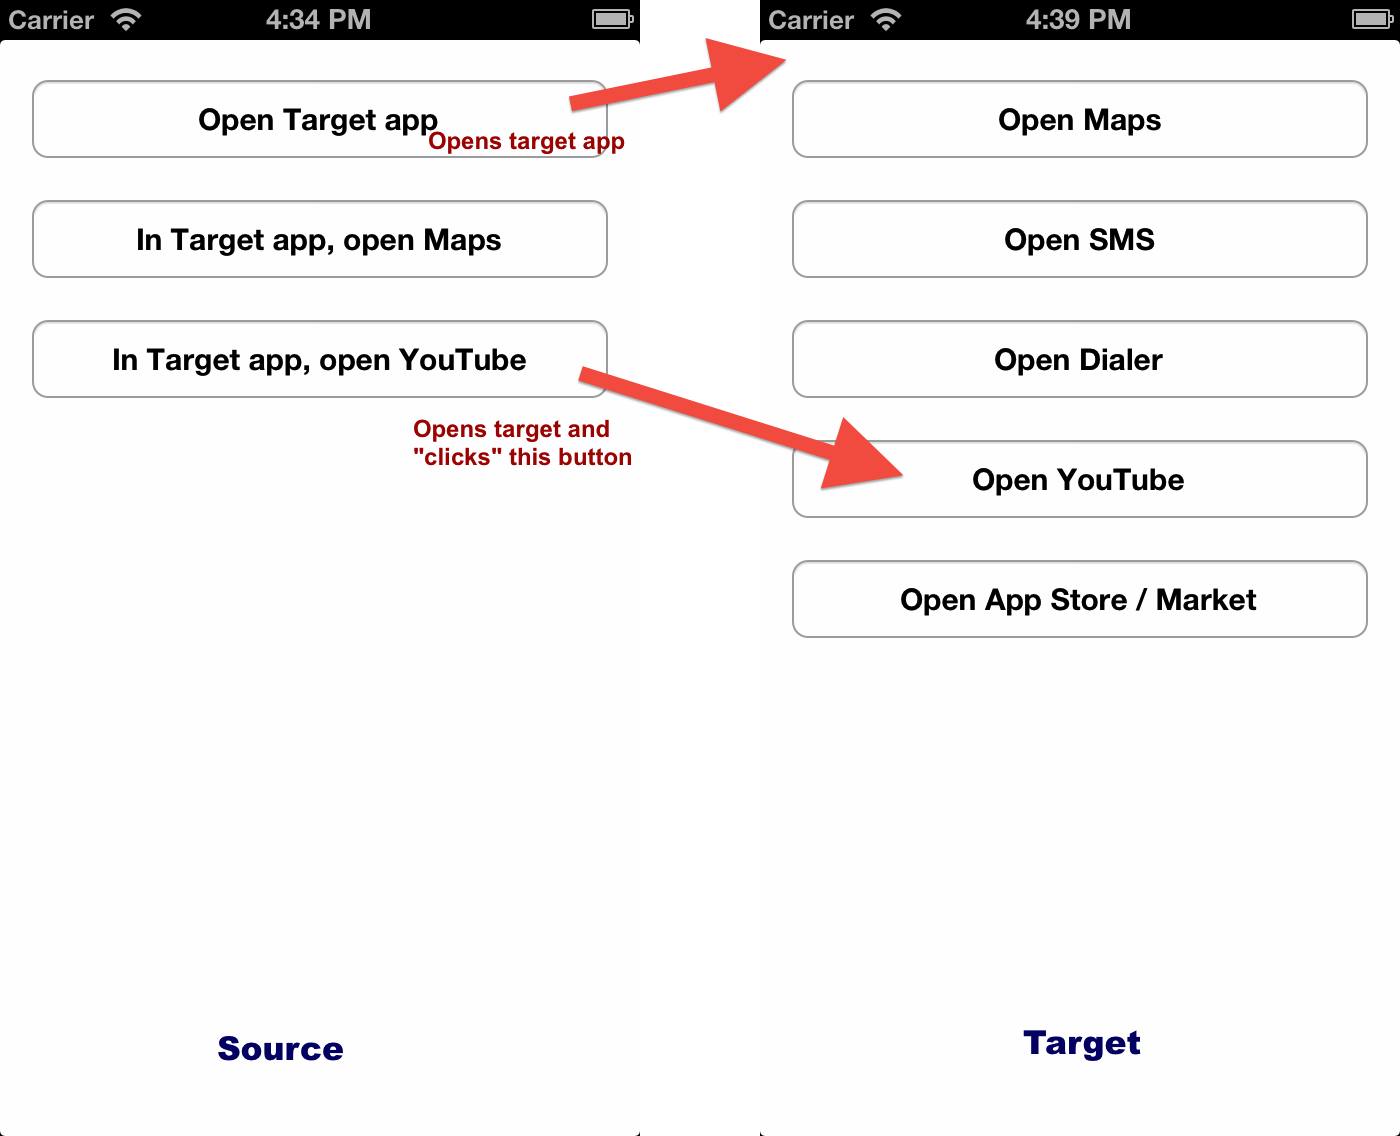 Carrier 4:34 PM
Open Target app
Opens target app
In Target app, open Maps
In Target app, open YouTube
Opens target and
"clicks" this button
Source
Carrier 4:39 PM
Open Maps
Open SMS
Open Dialer
Open YouTube
Open App Store / Market
Target